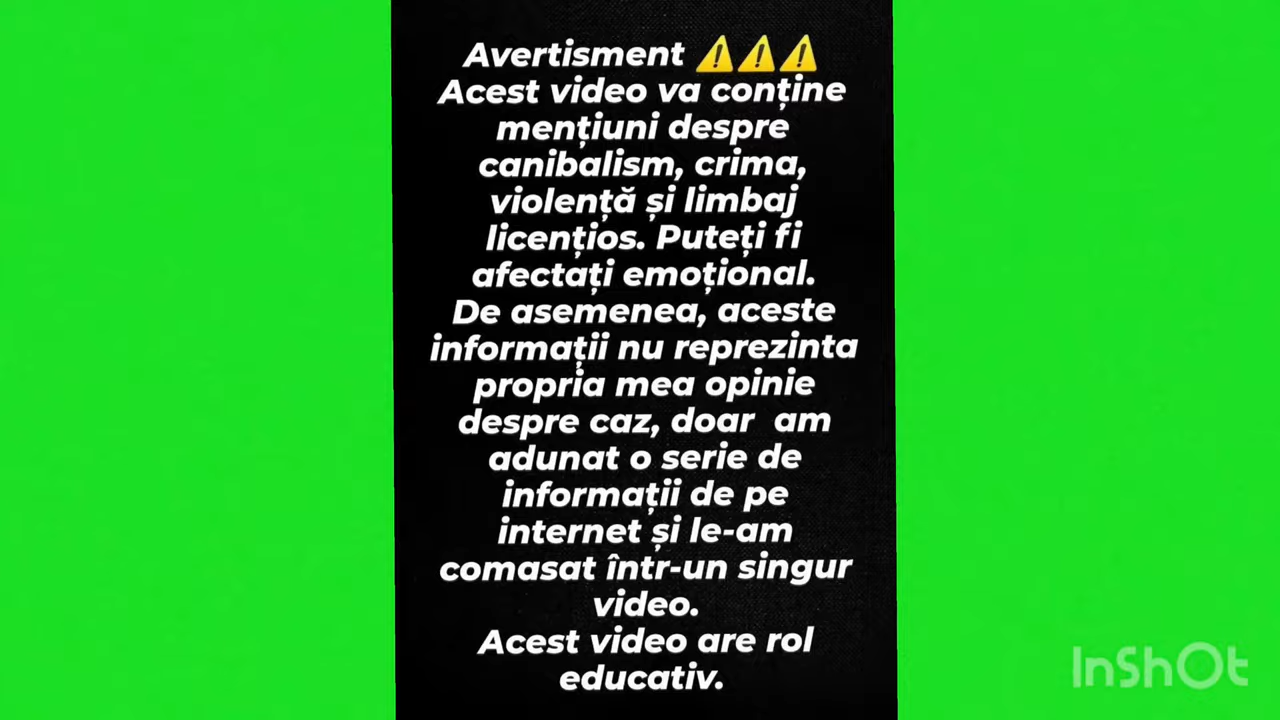 Avertisment ⚠️⚠️⚠️
Acest video va conține
mențiuni despre
canibalism, crima,
violență și limbaj
licențios. Puteți fi
afectați emoțional.
De asemenea, aceste
informații nu reprezinta
propria mea opinie
despre caz, doar  am
adunat o serie de
informații de pe
internet și le-am
comasat într-un singur
video.
Acest video are rol
educativ.
InShOt